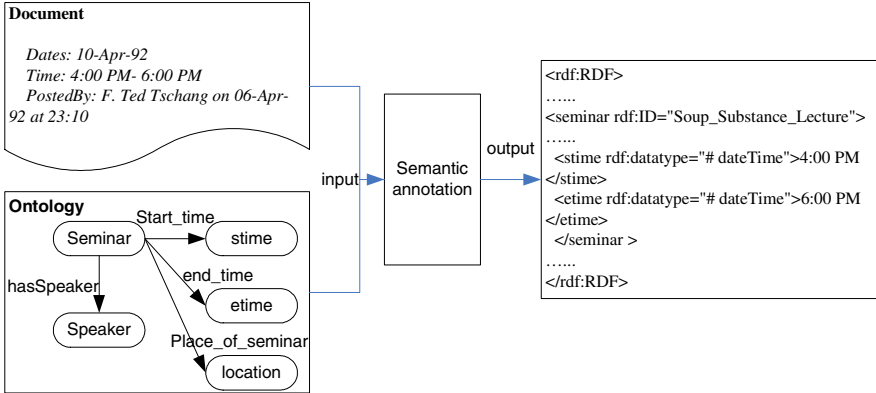 Document
Dates: 10-Apr-92
Time: 4:00 PM- 6:00 PM
PostedBy: F. Ted Tschang on 06-Apr-
92 at 23:10
Ontology
Seminar
Start_time
stime
end_time
etime
hasSpeaker
Speaker
Place_of_seminar
location
input
Semantic
annotation
output
<rdf:RDF>
…...
<seminar rdf:ID="Soup_Substance_Lecture">
…...
<stime rdf:datatype="# dateTime">4:00 PM
</stime>
<etime rdf:datatype="# dateTime">6:00 PM
</etime>
</seminar >
…...
</rdf:RDF>